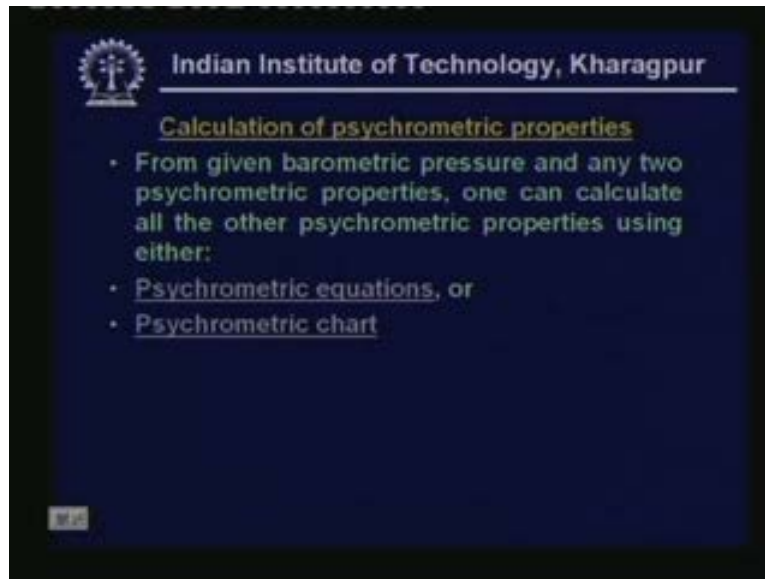 Indian Institute of Technology, Kharagpur
Calculation of psychrometric properties
• From given barometric pressure and any two
psychrometric properties, one can calculate
all the other psychrometric properties using
either:
• Psychrometric equations, or
• Psychrometric chart